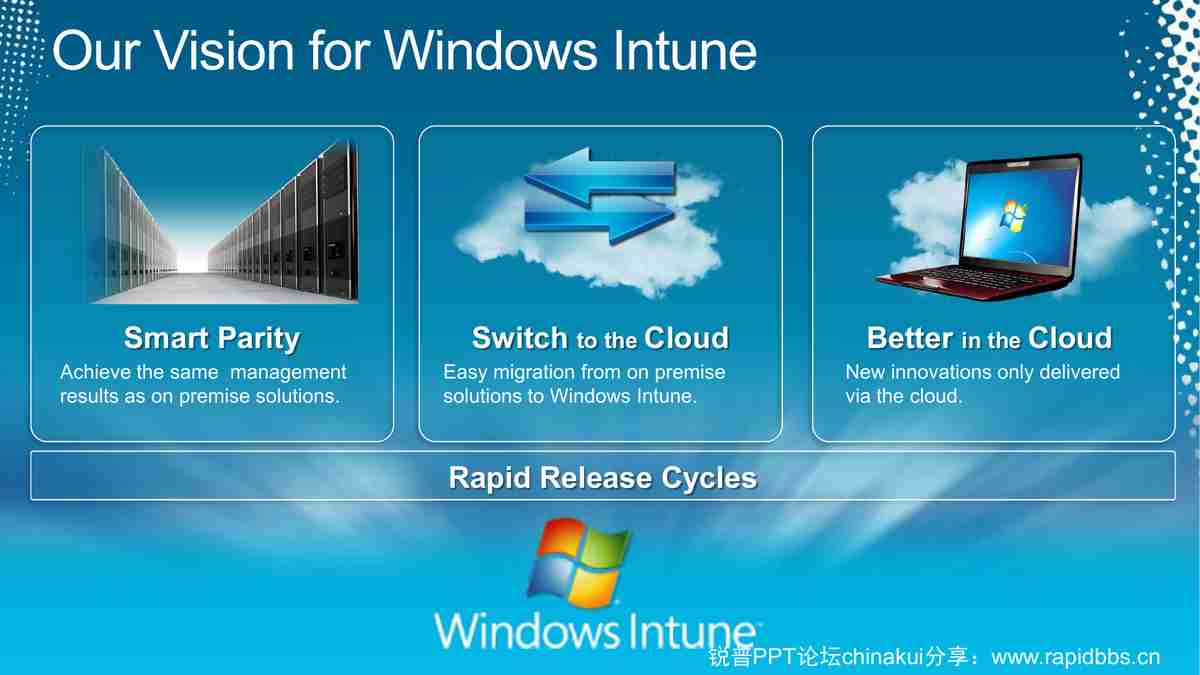 Our Vision for Windows Intune
Smart Parity
Achieve the same  management
results as on premise solutions.
Switch to the Cloud
Easy migration from on premise
solutions to Windows Intune.
Better in the Cloud
New innovations only delivered
via the cloud.
Rapid Release Cycles
Windows Intune
锐普PPT论坛chinakui分享：www.rapidbbs.cn